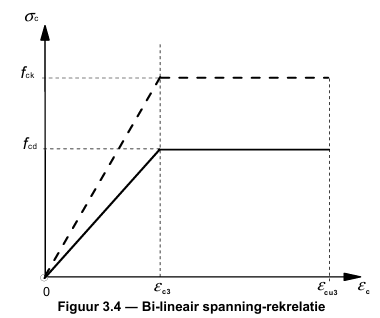 σc
fck
fcd
0
εc3
εcu3
εc
Figuur 3.4 — Bi-lineair spanning-rekrelatie